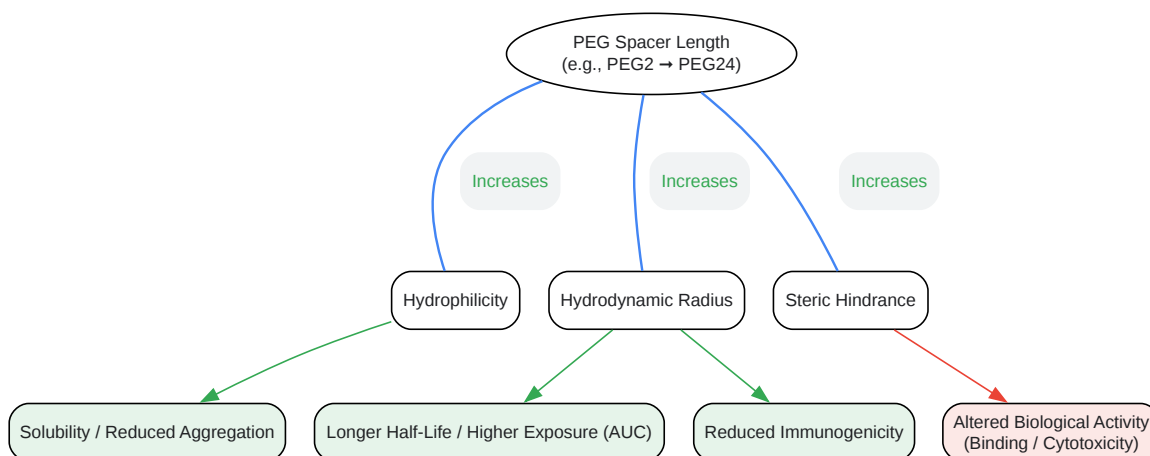 PEG Spacer Length
(e.g., PEG2 ➞ PEG24)
Increases
Increases
Increases
Hydrophilicity
Hydrodynamic Radius
Steric Hindrance
Solubility / Reduced Aggregation
Longer Half-Life / Higher Exposure (AUC)
Reduced Immunogenicity
Altered Biological Activity
(Binding / Cytotoxicity)